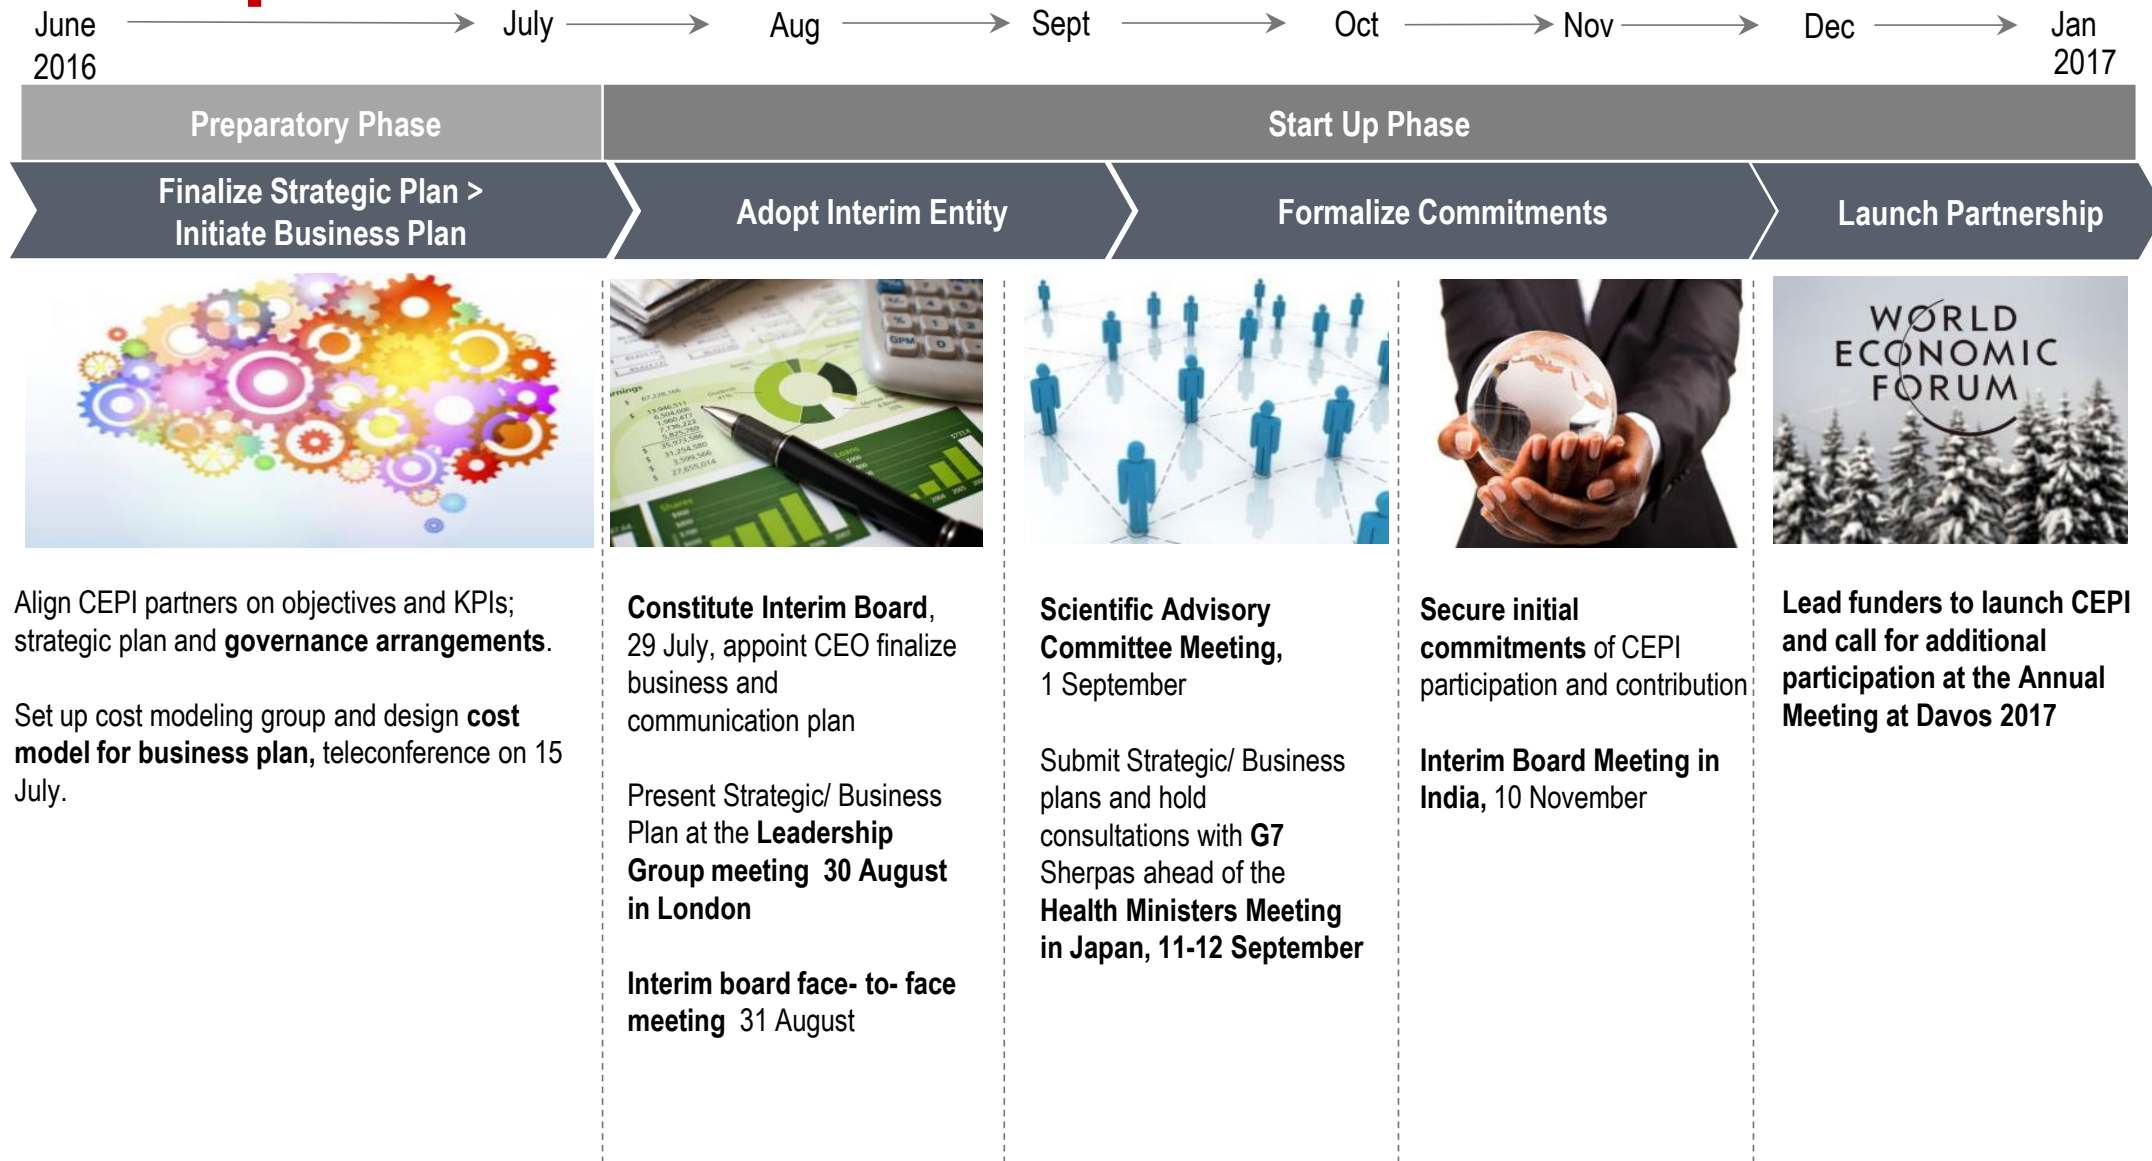 June
2016
July
Aug
Sept
Oct
Nov
Dec
Jan
2017
Preparatory Phase
Start Up Phase
Finalize Strategic Plan >
Initiate Business Plan
Adopt Interim Entity
Formalize Commitments
Launch Partnership
WORLD
ECONOMIC
FORUM
Align CEPI partners on objectives and KPIs;
strategic plan and governance arrangements.
Set up cost modeling group and design cost
model for business plan, teleconference on 15
July.
Constitute Interim Board,
29 July, appoint CEO finalize
business and
communication plan
Present Strategic/ Business
Plan at the Leadership
Group meeting  30 August
in London
Interim board face- to- face
meeting  31 August
Scientific Advisory
Committee Meeting,
1 September
Submit Strategic/ Business
plans and hold
consultations with G7
Sherpas ahead of the
Health Ministers Meeting
in Japan, 11-12 September
Secure initial
commitments of CEPI
participation and contribution
Interim Board Meeting in
India, 10 November
Lead funders to launch CEPI
and call for additional
participation at the Annual
Meeting at Davos 2017